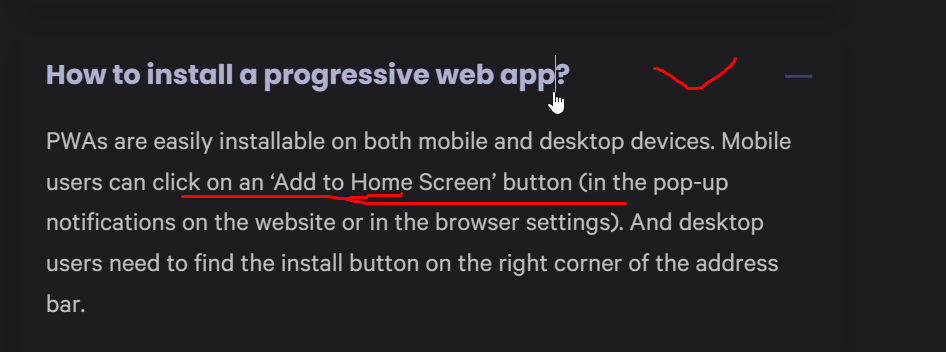 How to install a progressive web app?
PWAs are easily installable on both mobile and desktop devices. Mobile
users can click on an ‘Add to Home Screen’ button (in the pop-up
notifications on the website or in the browser settings). And desktop
users need to find the install button on the right corner of the address
bar.